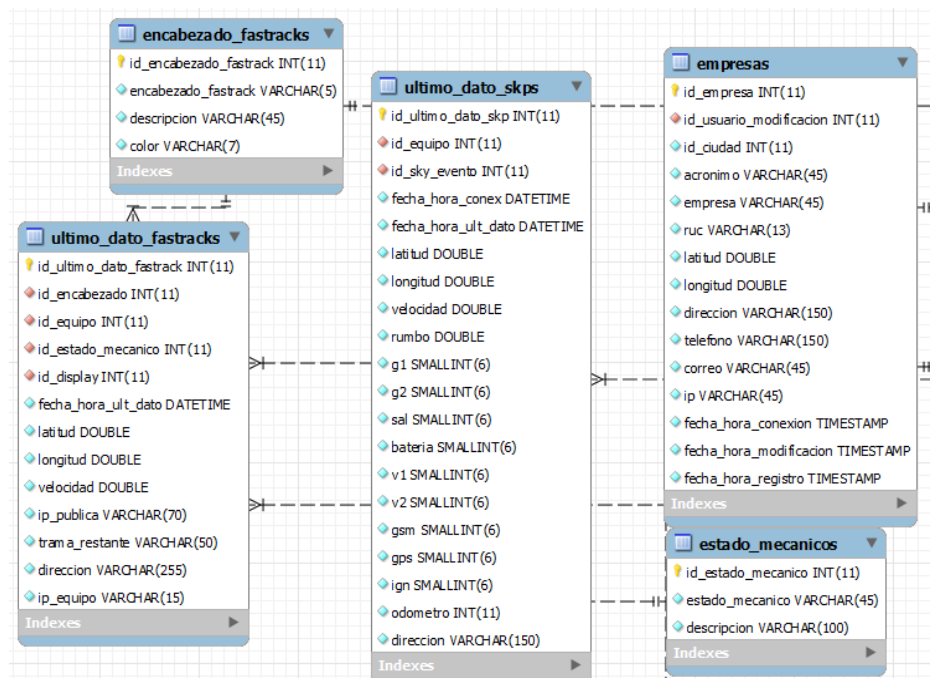 encabezado_fastracks
id_encabezado_fastrack INT(11)
encabezado_fastrack VARCHAR(5)
descripcion VARCHAR(45)
color VARCHAR(7)
Indexes
ultimo_dato_fastracks
id_ultimo_dato_fastrack INT(11)
id_encabezado INT(11)
id_equipo INT(11)
id_estado_mecanico INT(11)
id_display INT(11)
fecha_hora_ult_dato DATETIME
latitud DOUBLE
longitud DOUBLE
velocidad DOUBLE
ip_publica VARCHAR(70)
trama_restante VARCHAR(50)
direccion VARCHAR(255)
ip_equipo VARCHAR(15)
Indexes
ultimo_dato_skps
id_ultimo_dato_skp INT(11)
id_equipo INT(11)
id_sky_evento INT(11)
fecha_hora_conex DATETIME
fecha_hora_ult_dato DATETIME
latitud DOUBLE
longitud DOUBLE
velocidad DOUBLE
rumbo DOUBLE
g1 SMALLINT(6)
g2 SMALLINT(6)
sal SMALLINT(6)
bateria SMALLINT(6)
v1 SMALLINT(6)
v2 SMALLINT(6)
gsm SMALLINT(6)
gps SMALLINT(6)
ign SMALLINT(6)
odometro INT(11)
direccion VARCHAR(150)
Indexes
empresas
id_empresa INT(11)
id_usuario_modificacion INT(11)
id_ciudad INT(11)
acronimo VARCHAR(45)
empresa VARCHAR(45)
ruc VARCHAR(13)
latitud DOUBLE
longitud DOUBLE
direccion VARCHAR(150)
telefono VARCHAR(150)
correo VARCHAR(45)
ip VARCHAR(45)
fecha_hora_conexion TIMESTAMP
fecha_hora_modificacion TIMESTAMP
fecha_hora_registro TIMESTAMP
Indexes
estado_mecanicos
id_estado_mecanico INT(11)
estado_mecanico VARCHAR(45)
descripcion VARCHAR(100)
Indexes